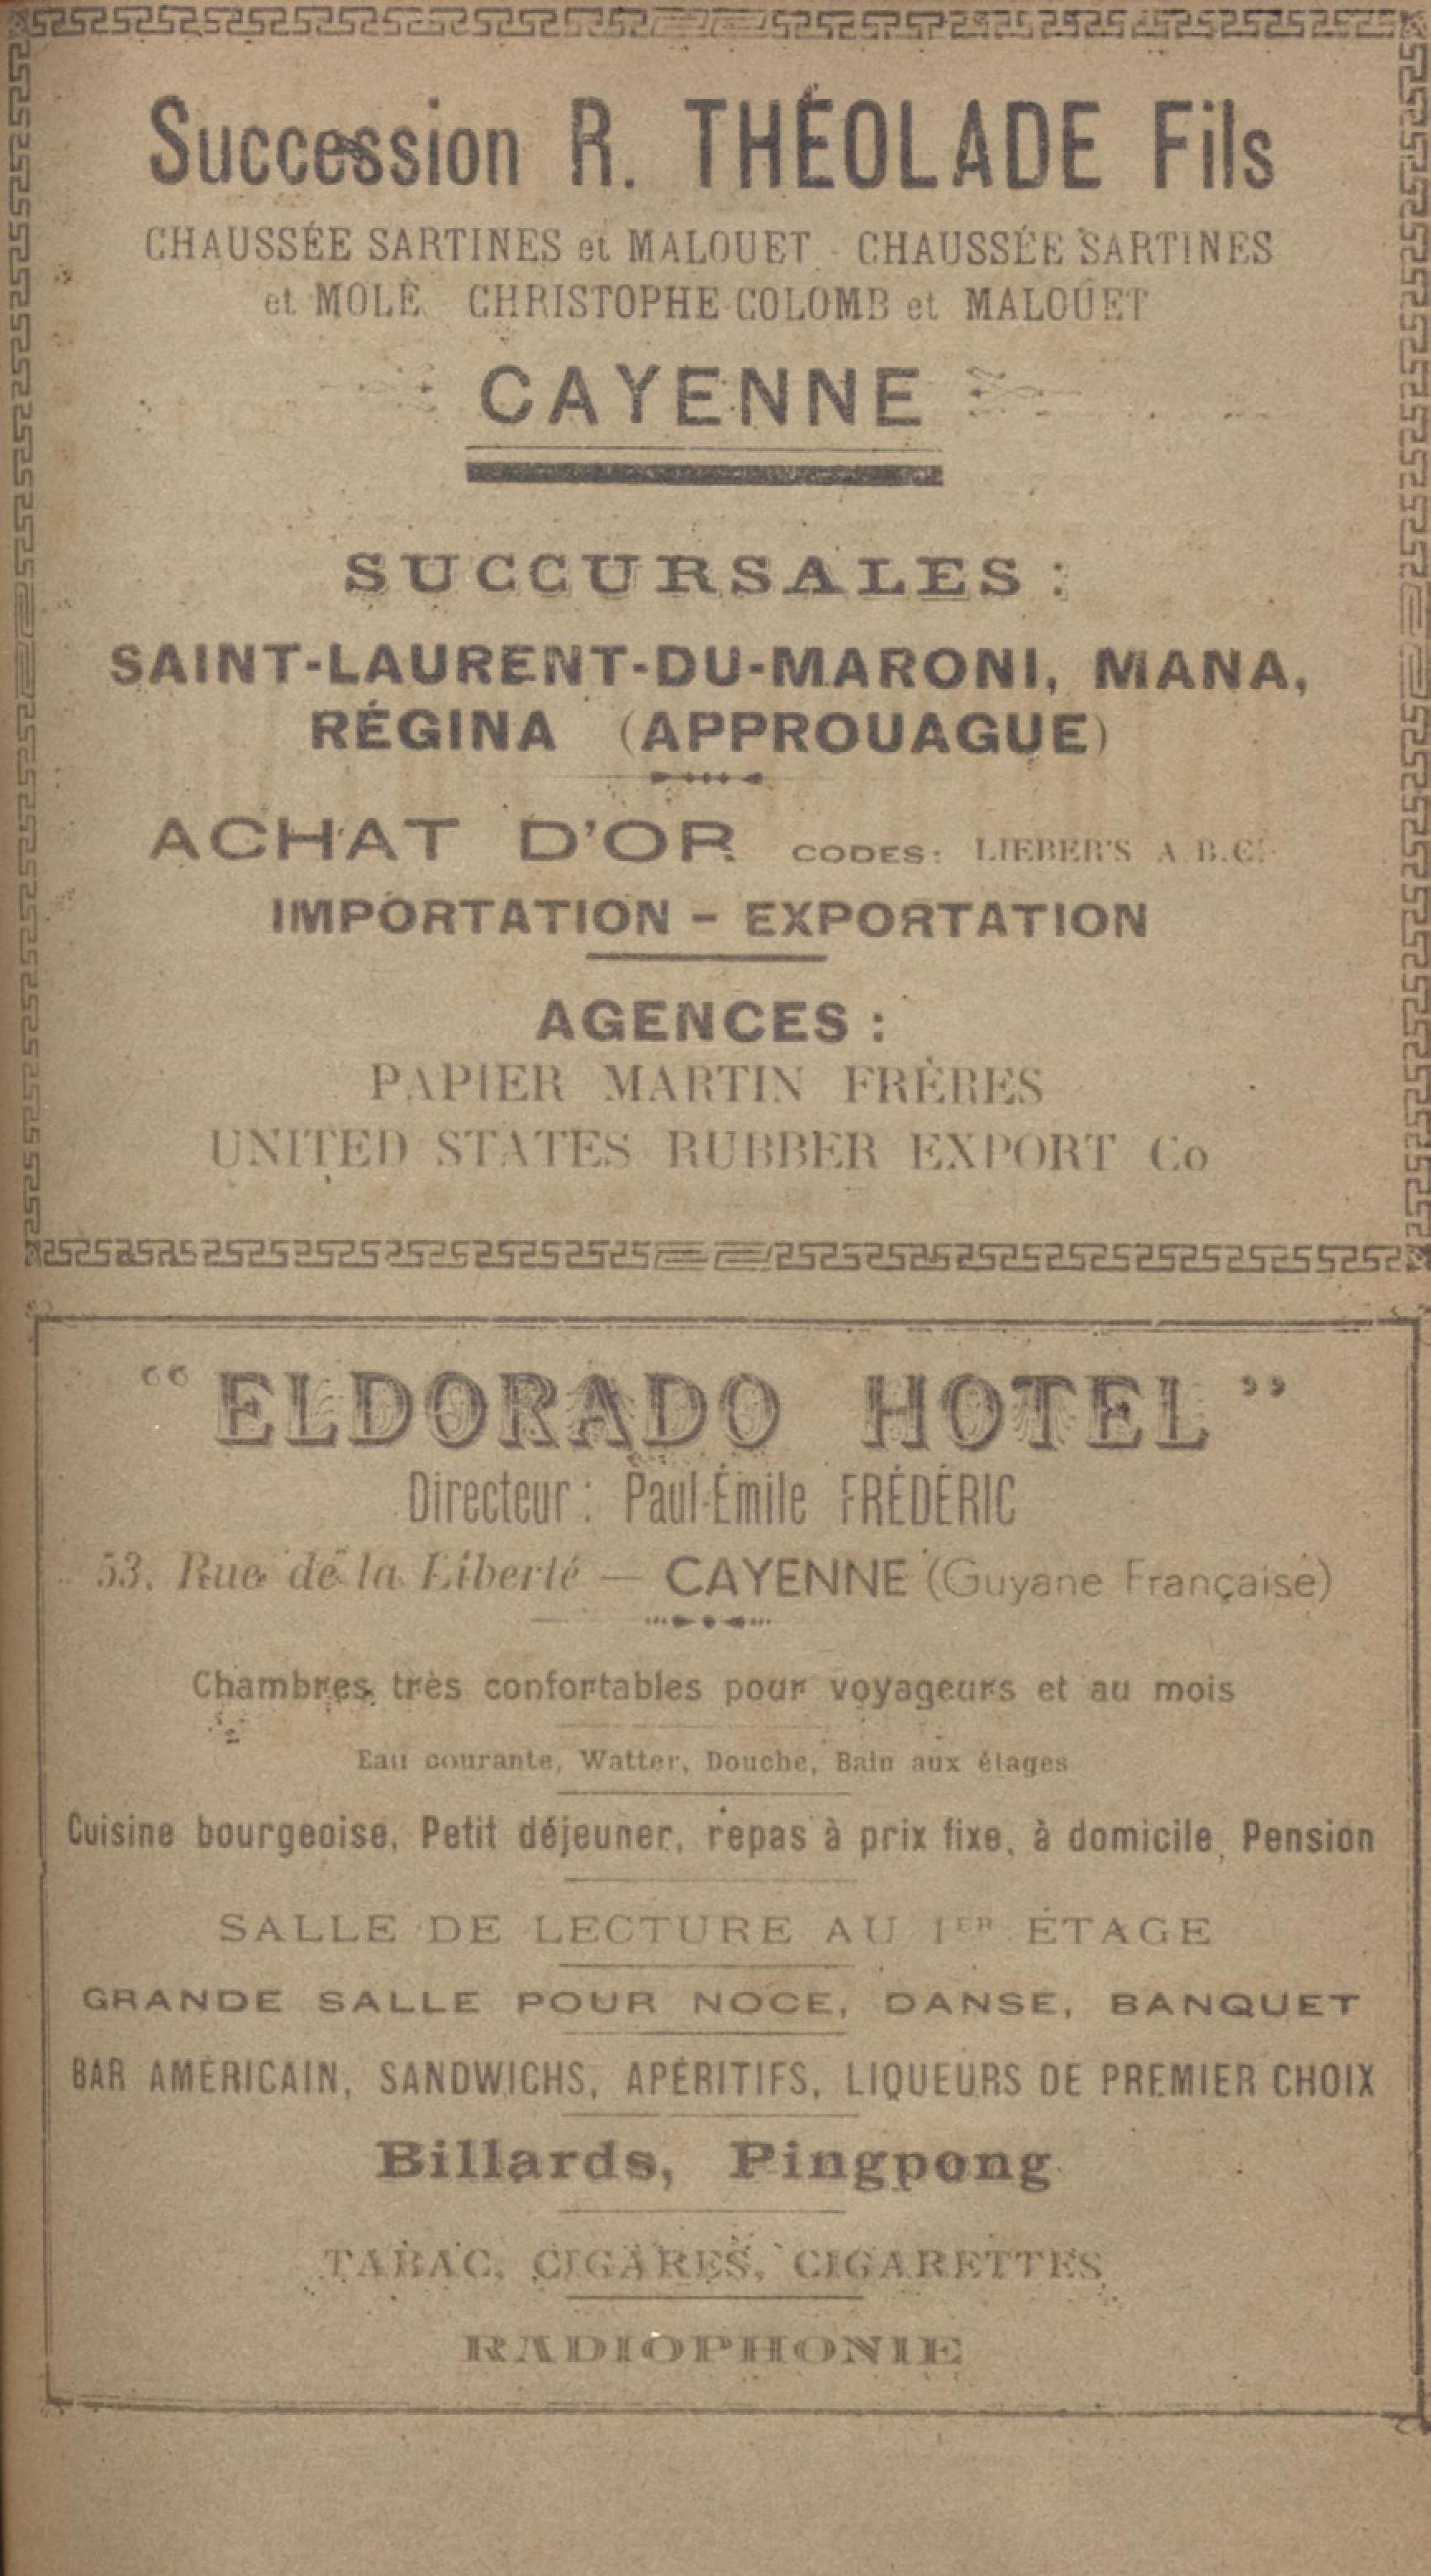 Succession R. THÉOLADE Fils
CHAUSSÉE SARTINES et MALOUET - CHAUSSÉE SARTINES
et MOLÉ CHRISTOPHE-COLOMB et MALOUET
CAYENNE
SUCCURSALES :
SAINT-LAURENT-DU-MARONI, MANA,
RÉGINA (APPROUAGUE)
ACHAT D'OR CODES: LIEBER'S A.B.C.
IMPORTATION - EXPORTATION
AGENCES :
PAPIER MARTIN FRÈRES
UNITED STATES RUBBER EXPORT Co
“ ELDORADO HOTEL ”
Directeur : Paul-Émile FRÉDÉRIC
53, Rue de la Liberté — CAYENNE (Guyane Française)
Chambres très confortables pour voyageurs et au mois
Eau courante, Watter, Douche, Bain aux étages
Cuisine bourgeoise, Petit déjeuner, repas à prix fixe, à domicile, Pension
SALLE DE LECTURE AU 1ER ÉTAGE
GRANDE SALLE POUR NOCE, DANSE, BANQUET
BAR AMÉRICAIN, SANDWICHS, APÉRITIFS, LIQUEURS DE PREMIER CHOIX
Billards, Pingpong
TABAC, CIGARES, CIGARETTES
RADIOPHONIE